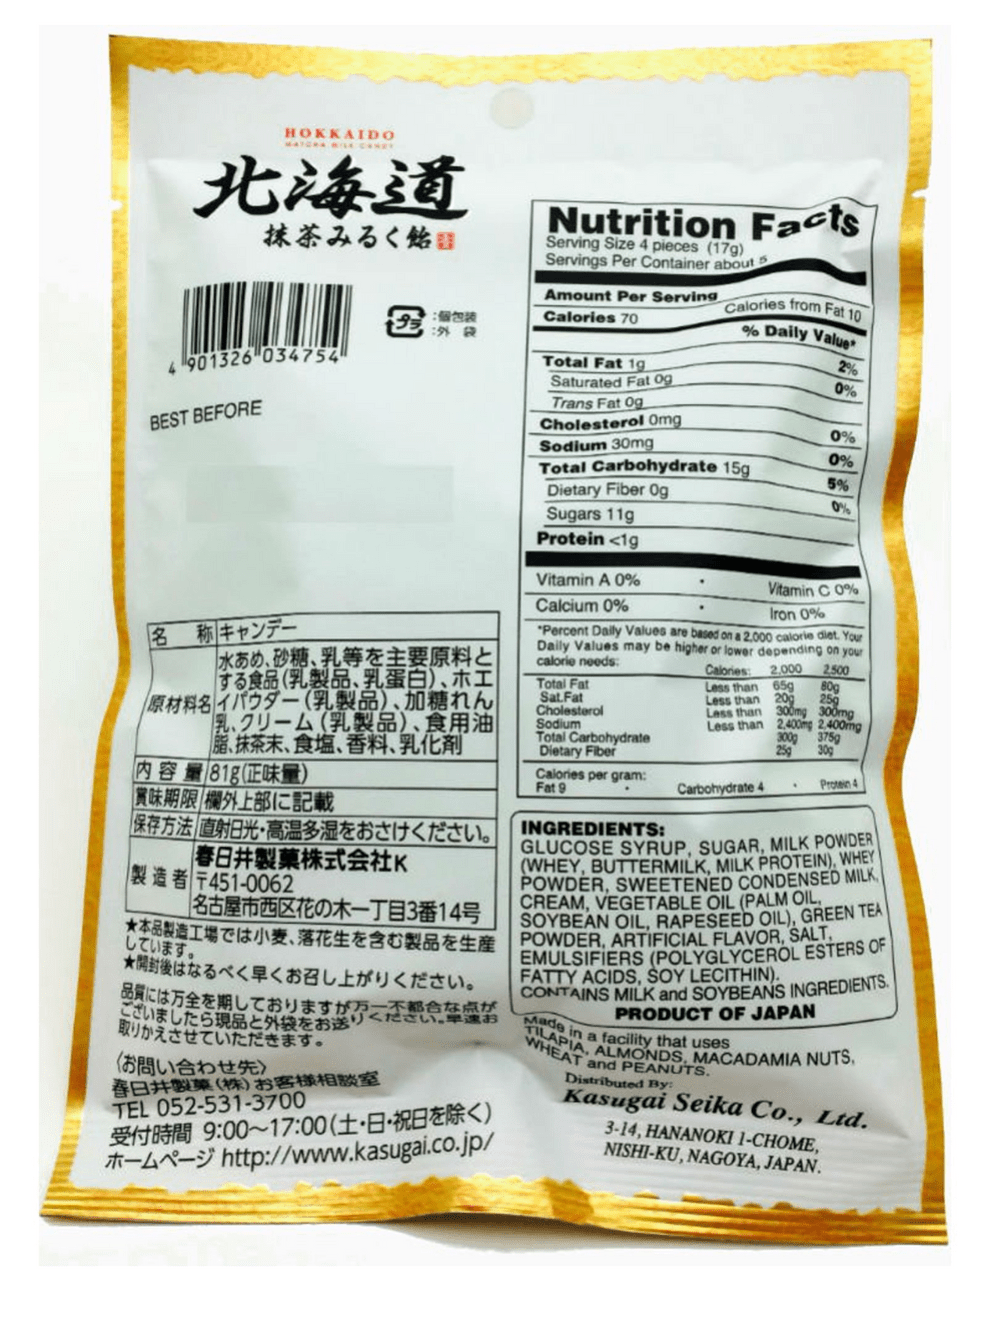 HOKKAIDO
MATCHA MILK CANDY
北海道
抹茶みるく飴
4 901326 034754
プラ
:個包装
:外 袋
BEST BEFORE
名 称 キャンデー
原材料名
水あめ、砂糖、乳等を主要原料と
する食品(乳製品、乳蛋白)、ホエ
イパウダー(乳製品)、加糖れん
乳、クリーム(乳製品)、食用油
脂、抹茶末、食塩、香料、乳化剤
内容量 81g(正味量)
賞味期限 欄外上部に記載
保存方法 直射日光・高温多湿をおさけください。
製造者
春日井製菓株式会社K
〒451-0062
名古屋市西区花の木一丁目3番14号
★本品製造工場では小麦、落花生を含む製品を生産
しています。
★開封後はなるべく早くお召し上がりください。
品質には万全を期しておりますが万一不都合な点が
ございましたら現品と外袋をお送りください。早速お
取りかえさせていただきます。
〈お問い合わせ先〉
春日井製菓(株)お客様相談室
TEL 052-531-3700
受付時間 9:00～17:00(土・日・祝日を除く)
ホームページ http://www.kasugai.co.jp/
Nutrition Facts
Serving Size 4 pieces (17g)
Servings Per Container about 5
Amount Per Serving
Calories 70 Calories from Fat 10
% Daily Value*
Total Fat 1g 2%
Saturated Fat 0g 0%
Trans Fat 0g
Cholesterol 0mg 0%
Sodium 30mg 0%
Total Carbohydrate 15g 5%
Dietary Fiber 0g 0%
Sugars 11g
Protein <1g
Vitamin A 0% • Vitamin C 0%
Calcium 0% • Iron 0%
*Percent Daily Values are based on a 2,000 calorie diet. Your
Daily Values may be higher or lower depending on your
calorie needs:
Calories: 2,000 2,500
Total Fat Less than 65g 80g
Sat.Fat Less than 20g 25g
Cholesterol Less than 300mg 300mg
Sodium Less than 2,400mg 2,400mg
Total Carbohydrate 300g 375g
Dietary Fiber 25g 30g
Calories per gram:
Fat 9 • Carbohydrate 4 • Protein 4
INGREDIENTS:
GLUCOSE SYRUP, SUGAR, MILK POWDER
(WHEY, BUTTERMILK, MILK PROTEIN), WHEY
POWDER, SWEETENED CONDENSED MILK,
CREAM, VEGETABLE OIL (PALM OIL,
SOYBEAN OIL, RAPESEED OIL), GREEN TEA
POWDER, ARTIFICIAL FLAVOR, SALT,
EMULSIFIERS (POLYGLYCEROL ESTERS OF
FATTY ACIDS, SOY LECITHIN).
CONTAINS MILK and SOYBEANS INGREDIENTS.
PRODUCT OF JAPAN
Made in a facility that uses
TILAPIA, ALMONDS, MACADAMIA NUTS,
WHEAT and PEANUTS.
Distributed By:
Kasugai Seika Co., Ltd.
3-14, HANANOKI 1-CHOME,
NISHI-KU, NAGOYA, JAPAN.